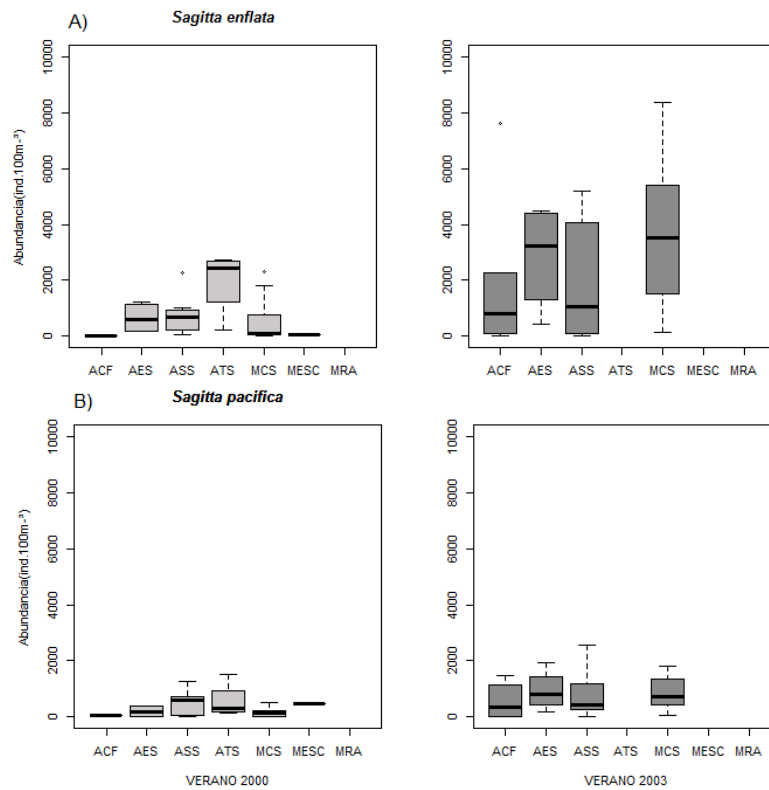 A) Sagitta enflata
Abundancia(ind.100m-³)
10000
8000
6000
4000
2000
0
ACF AES ASS ATS MCS MESC MRA
10000
8000
6000
4000
2000
0
ACF AES ASS ATS MCS MESC MRA
B) Sagitta pacifica
Abundancia(ind.100m-³)
10000
8000
6000
4000
2000
0
ACF AES ASS ATS MCS MESC MRA
VERANO 2000
10000
8000
6000
4000
2000
0
ACF AES ASS ATS MCS MESC MRA
VERANO 2003